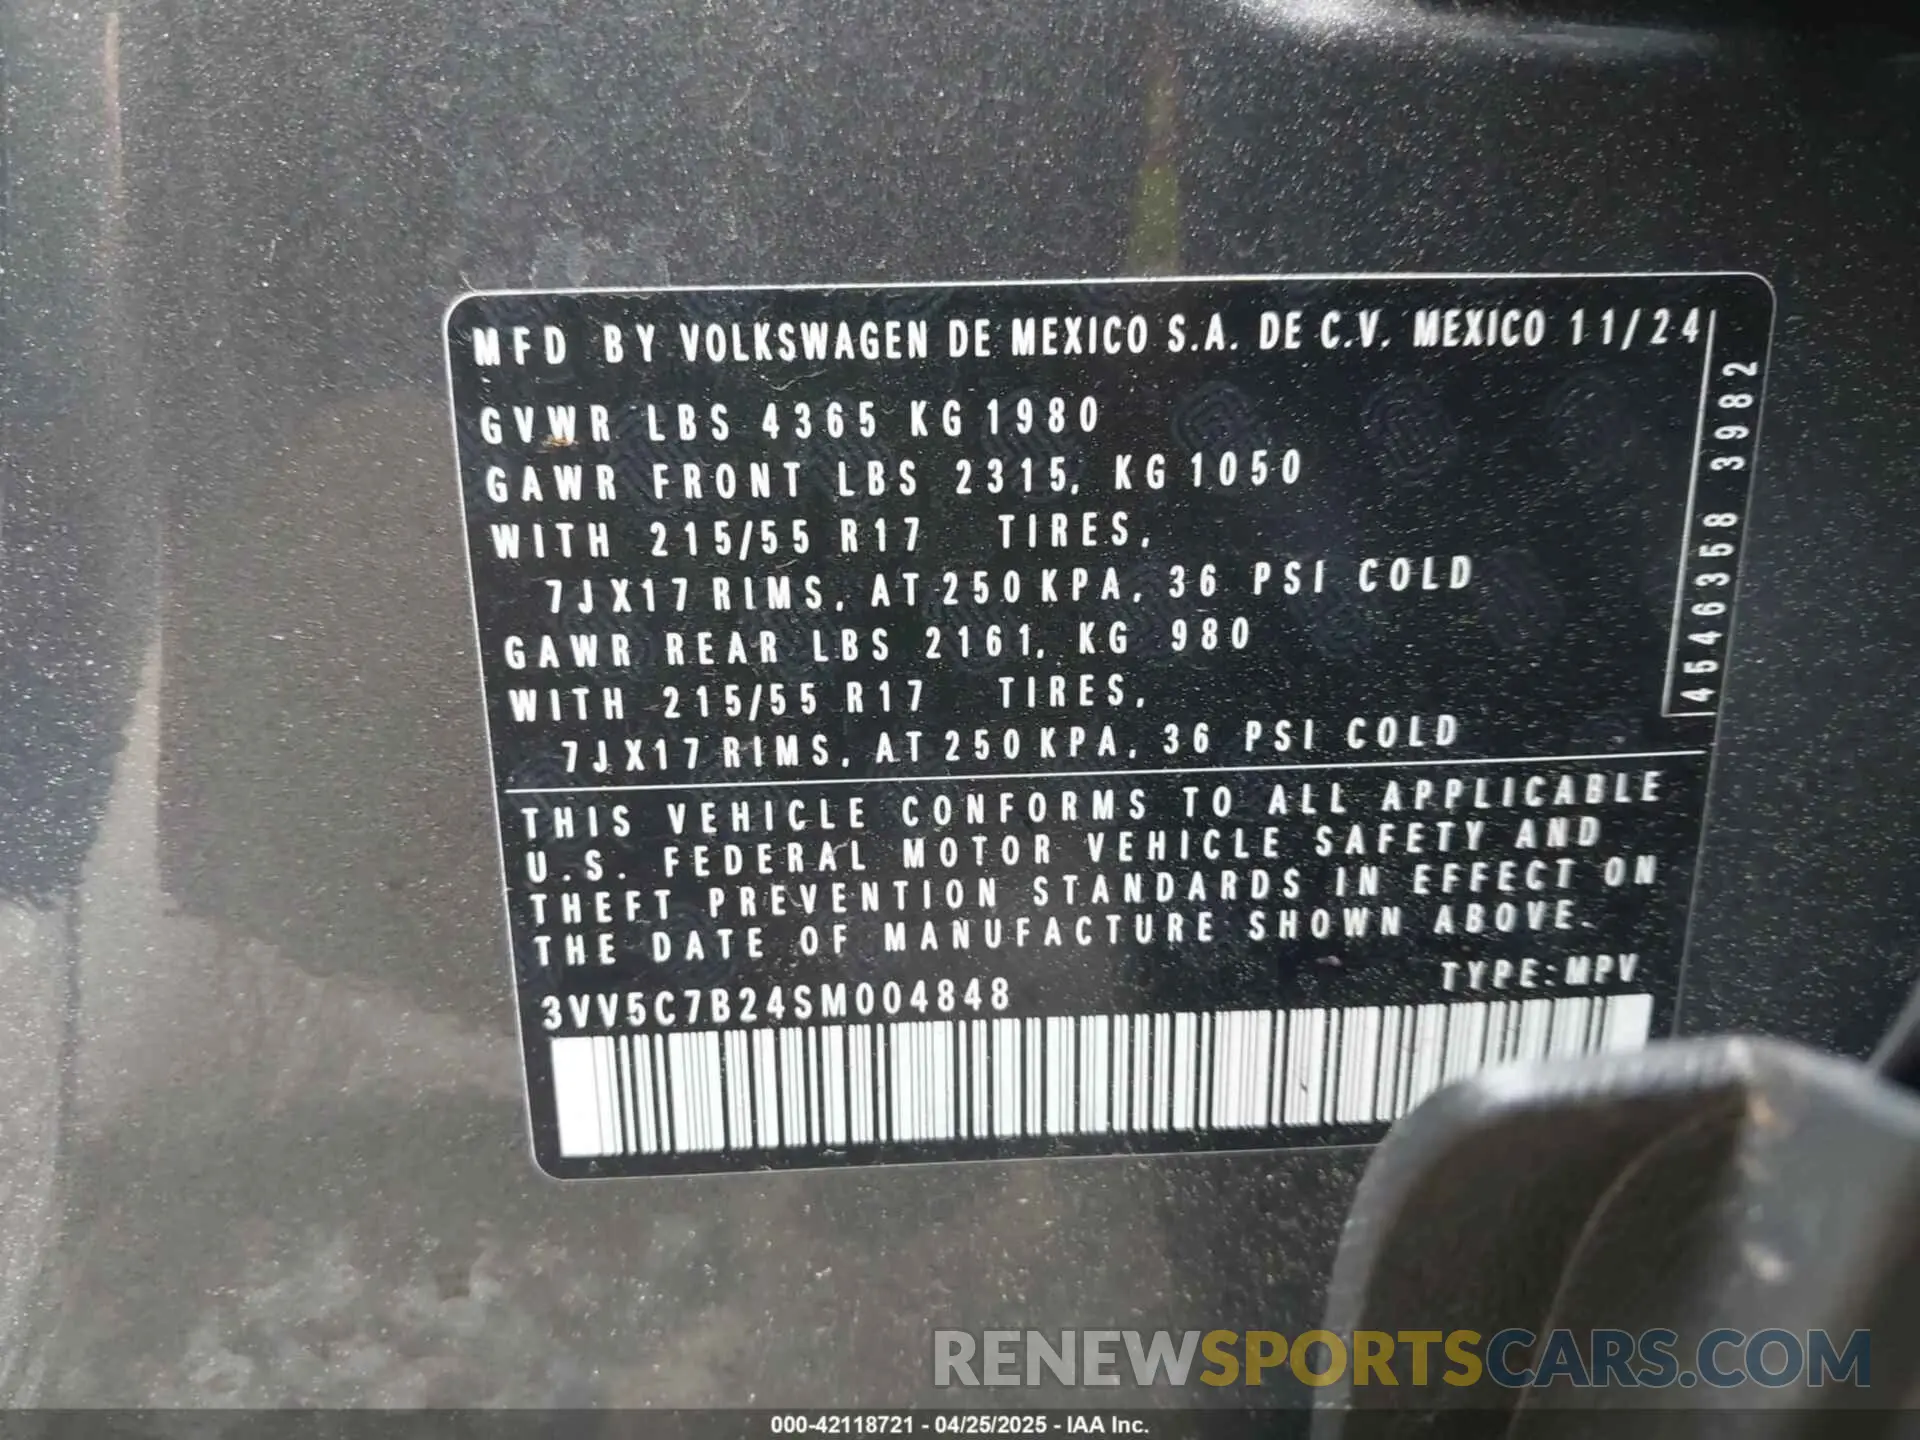 MFD BY VOLKSWAGEN DE MEXICO S.A. DE C.V. MEXICO 11/24
GVWR LBS 4365 KG 1980
GAWR FRONT LBS 2315, KG 1050
WITH 215/55 R17 TIRES,
7JX17 RIMS, AT 250 KPA, 36 PSI COLD
GAWR REAR LBS 2161, KG 980
WITH 215/55 R17 TIRES,
7JX17 RIMS, AT 250 KPA, 36 PSI COLD
4546358 3982
THIS VEHICLE CONFORMS TO ALL APPLICABLE
U.S. FEDERAL MOTOR VEHICLE SAFETY AND
THEFT PREVENTION STANDARDS IN EFFECT ON
THE DATE OF MANUFACTURE SHOWN ABOVE.
TYPE: MPV
3VV5C7B24SM004848
RENEWSPORTSCARS.COM
000-42118721 - 04/25/2025 - IAA Inc.